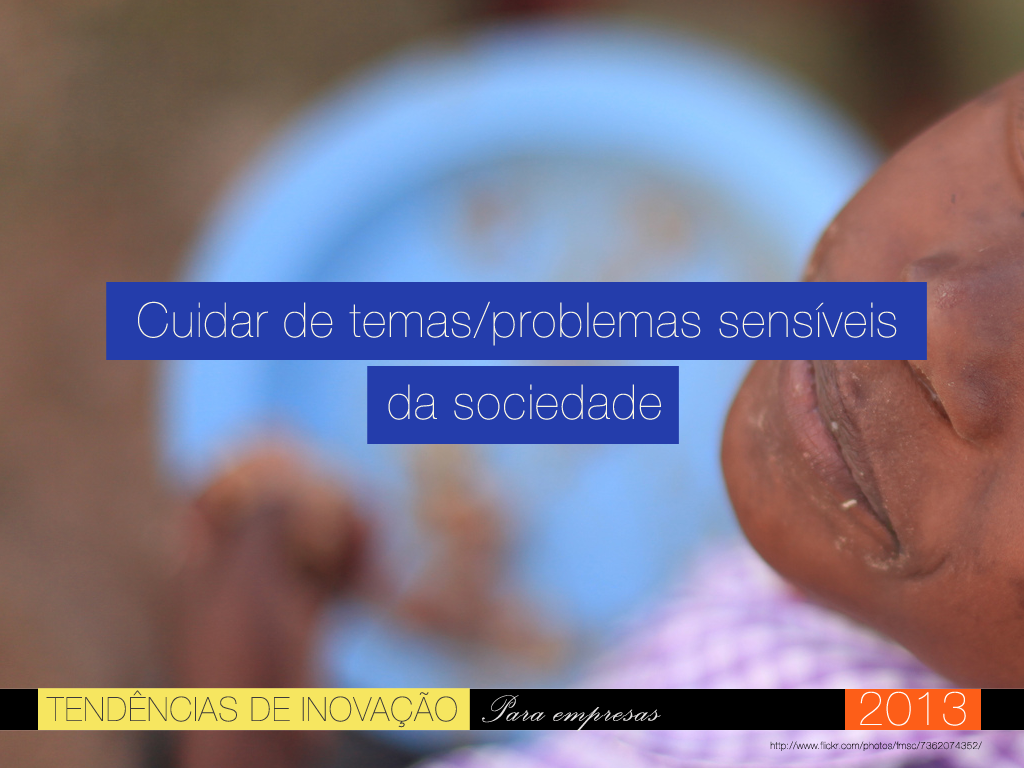 Cuidar de temas/problemas sensíveis
da sociedade
TENDÊNCIAS DE INOVAÇÃO Para empresas 2013
http://www.flickr.com/photos/fmsc/7362074352/